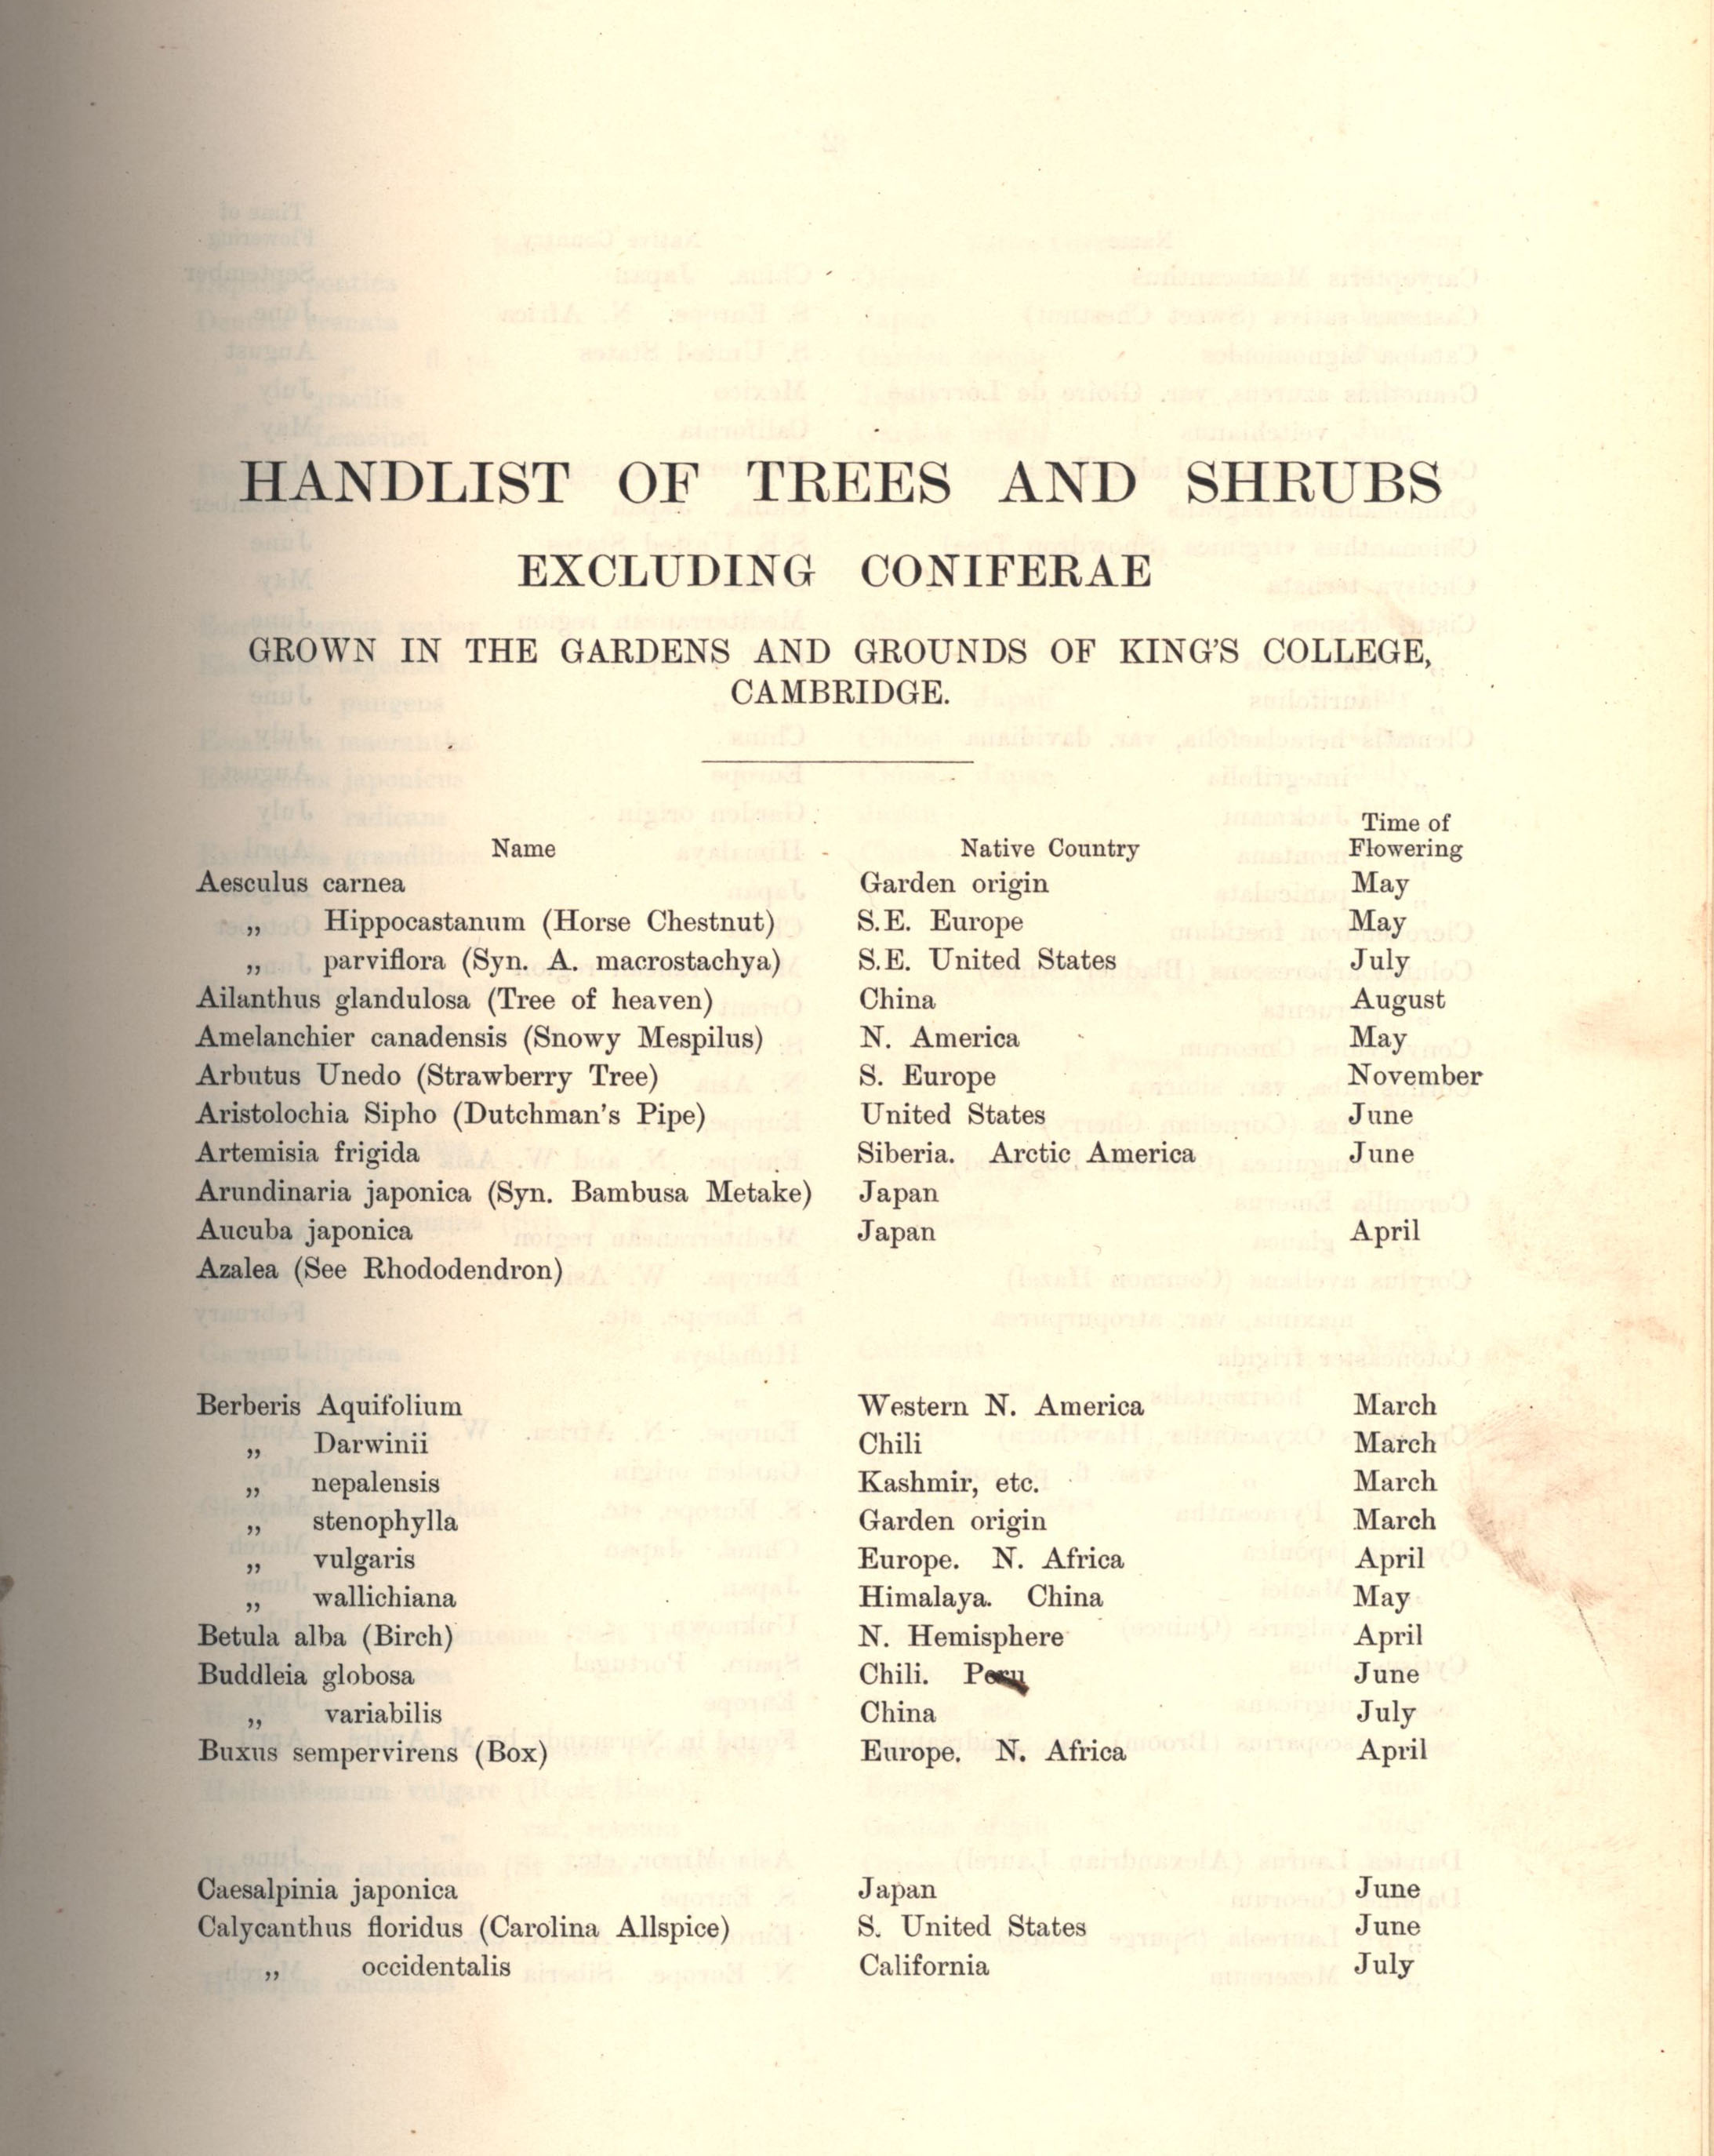 HANDLIST OF TREES AND SHRUBS
EXCLUDING CONIFERAE
GROWN IN THE GARDENS AND GROUNDS OF KING'S COLLEGE,
CAMBRIDGE.
Time of
Name Native Country Flowering
Aesculus carnea Garden origin May
„ Hippocastanum (Horse Chestnut) S.E. Europe May
„ parviflora (Syn. A. macrostachya) S.E. United States July
Ailanthus glandulosa (Tree of heaven) China August
Amelanchier canadensis (Snowy Mespilus) N. America May
Arbutus Unedo (Strawberry Tree) S. Europe November
Aristolochia Sipho (Dutchman's Pipe) United States June
Artemisia frigida Siberia. Arctic America June
Arundinaria japonica (Syn. Bambusa Metake) Japan
Aucuba japonica Japan April
Azalea (See Rhododendron)
Berberis Aquifolium Western N. America March
„ Darwinii Chili March
„ nepalensis Kashmir, etc. March
„ stenophylla Garden origin March
„ vulgaris Europe. N. Africa April
„ wallichiana Himalaya. China May
Betula alba (Birch) N. Hemisphere April
Buddleia globosa Chili. Peru June
„ variabilis China July
Buxus sempervirens (Box) Europe. N. Africa April
Caesalpinia japonica Japan June
Calycanthus floridus (Carolina Allspice) S. United States June
„ occidentalis California July